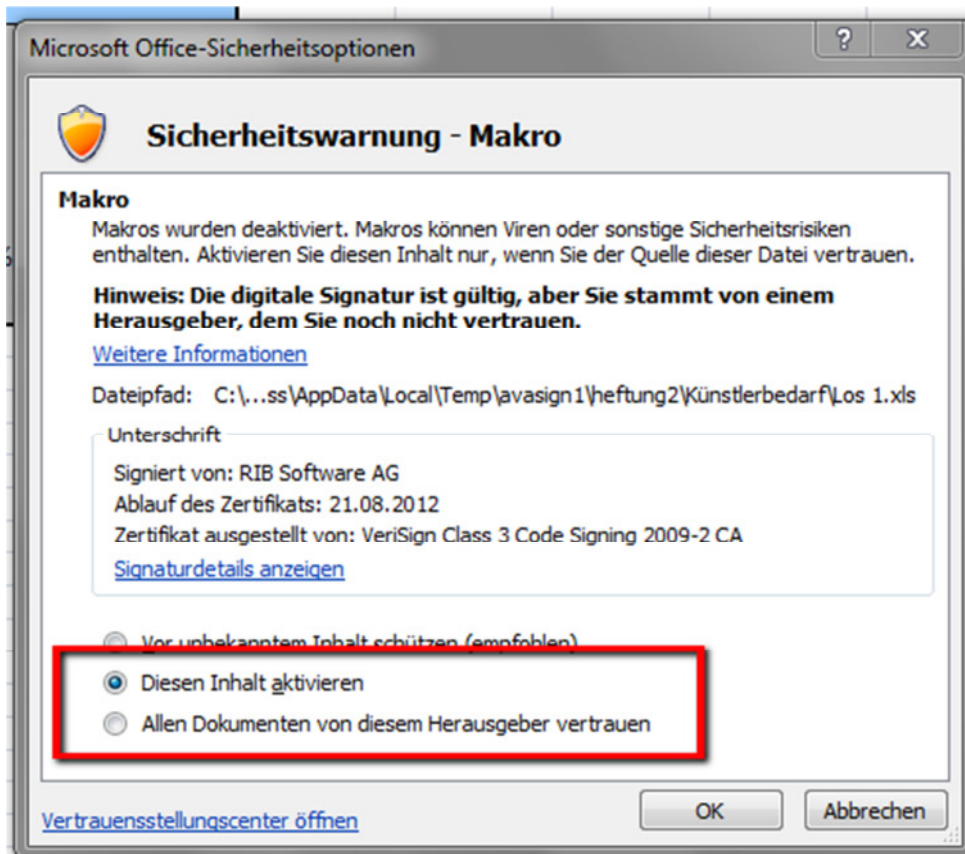 Microsoft Office-Sicherheitsoptionen
Sicherheitswarnung - Makro
Makro
Makros wurden deaktiviert. Makros können Viren oder sonstige Sicherheitsrisiken
enthalten. Aktivieren Sie diesen Inhalt nur, wenn Sie der Quelle dieser Datei vertrauen.
Hinweis: Die digitale Signatur ist gültig, aber Sie stammt von einem
Herausgeber, dem Sie noch nicht vertrauen.
Weitere Informationen
Dateipfad: C:\...ss\AppData\Local\Temp\avasign1\heftung2\Künstlerbedarf\Los 1.xls
Unterschrift
Signiert von: RIB Software AG
Ablauf des Zertifikats: 21.08.2012
Zertifikat ausgestellt von: VeriSign Class 3 Code Signing 2009-2 CA
Signaturdetails anzeigen
Vor unbekanntem Inhalt schützen (empfohlen)
Diesen Inhalt aktivieren
Allen Dokumenten von diesem Herausgeber vertrauen
Vertrauensstellungscenter öffnen
OK
Abbrechen